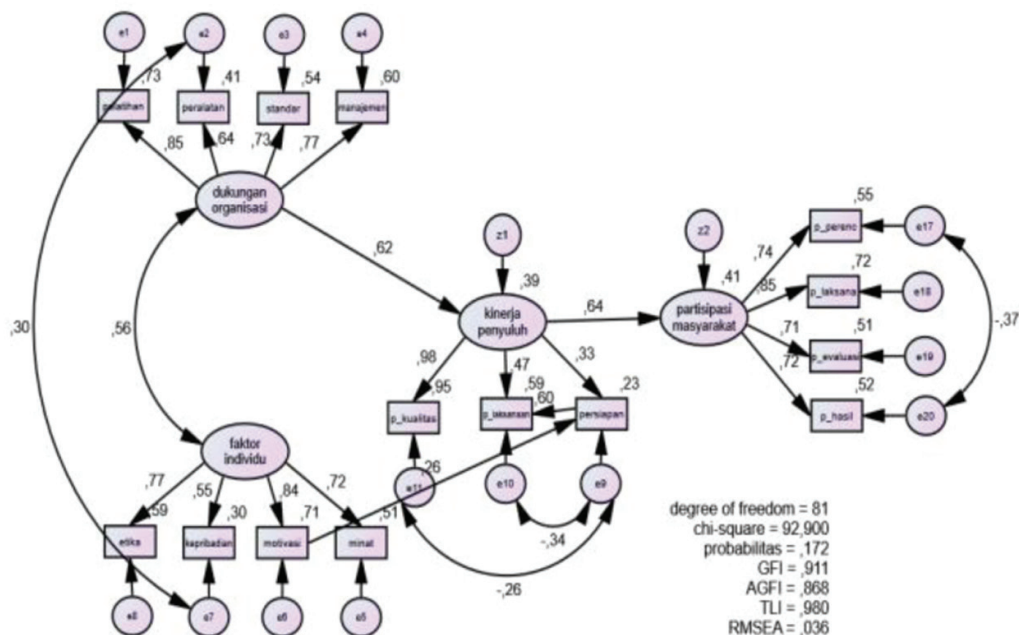 e1
e2
e3
e4
,73
,41
,54
,60
pelatihan
peralatan
standar
manajemen
,85
,64
,73
,77
dukungan
organisasi
,62
,30
,56
z1
,39
kinerja
penyuluh
,64
z2
,41
partisipasi
masyarakat
,74
,85
,71
,72
,55
p_perenc
e17
,72
p_laksana
e18
,51
p_evaluasi
e19
,52
p_hasil
e20
-,37
,98
,47
,33
,95
,59
,60
,23
p_kualitas
p_laksanaan
persiapan
,26
e11
e10
e9
-,34
-,26
faktor
individu
,77
,55
,84
,72
,59
,30
,71
,51
etika
kepribadian
motivasi
minat
e8
e7
e6
e5
degree of freedom = 81
chi-square = 92,900
probabilitas = ,172
GFI = ,911
AGFI = ,868
TLI = ,980
RMSEA = ,036